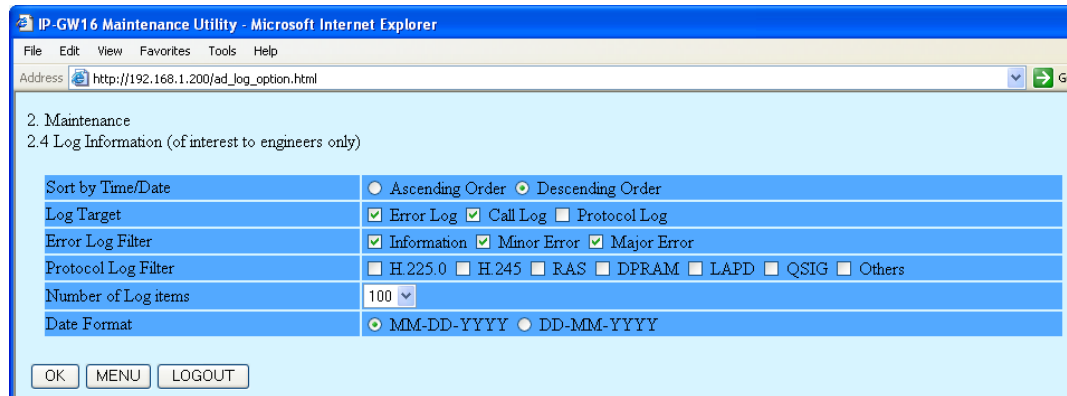 IP-GW16 Maintenance Utility - Microsoft Internet Explorer
File Edit View Favorites Tools Help
Address http://192.168.1.200/ad_log_option.html G
2. Maintenance
2.4 Log Information (of interest to engineers only)
Sort by Time/Date Ascending Order Descending Order
Log Target Error Log Call Log Protocol Log
Error Log Filter Information Minor Error Major Error
Protocol Log Filter H.225.0 H.245 RAS DPRAM LAPD QSIG Others
Number of Log items 100
Date Format MM-DD-YYYY DD-MM-YYYY
OK MENU LOGOUT